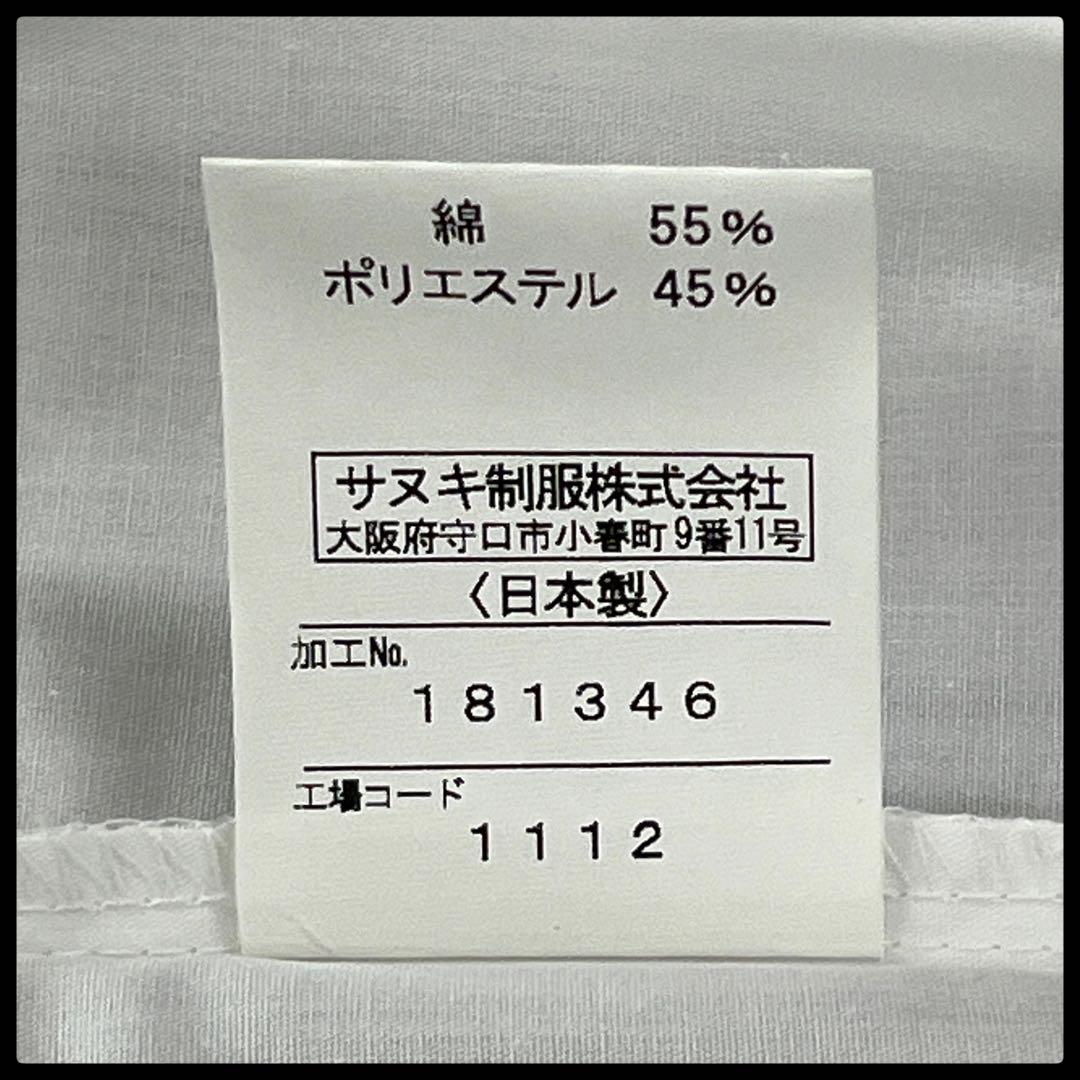 綿 55%
ポリエステル 45%
サヌキ制服株式会社
大阪府守口市小春町9番11号
〈日本製〉
加工No.
181346
工場コード
1112